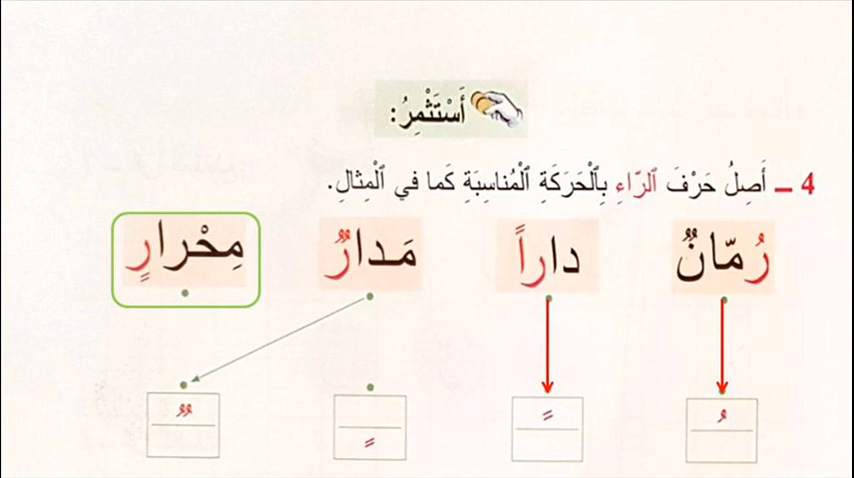 أَسْتَثْمِرُ:
4 – أَصِلُ حَرْفَ ٱلرّاءِ بِٱلْحَرَكَةِ ٱلْمُناسِبَةِ كَما في ٱلْمِثالِ.
رُمّانٌ داراً مَدارٌ مِحْرارٍ
ُ ً ٍ ٌ